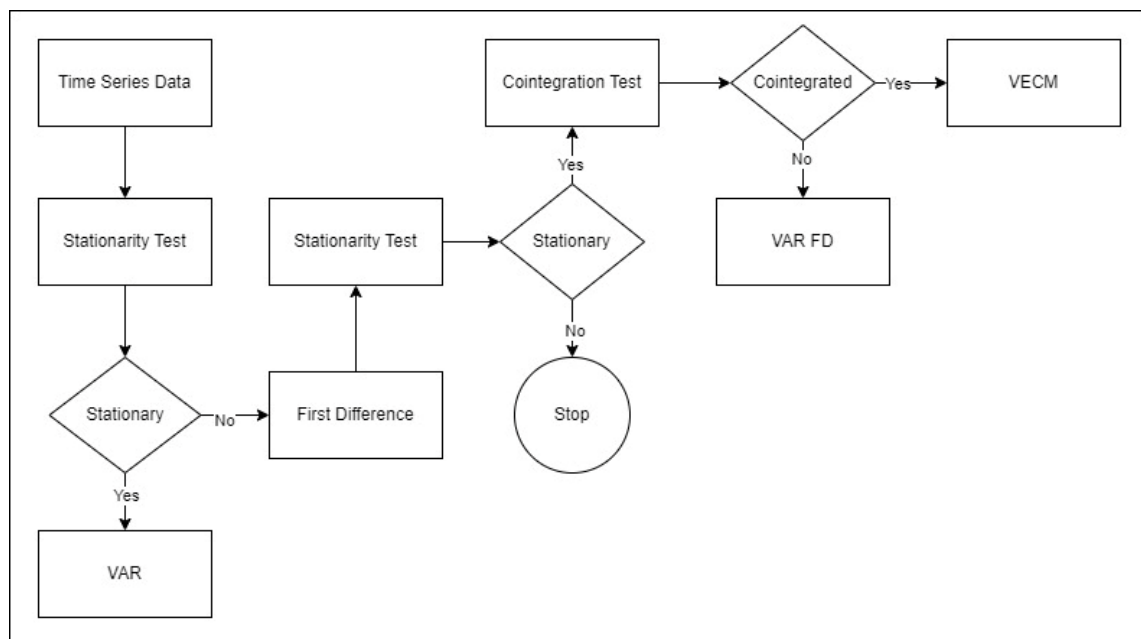 Time Series Data
Stationarity Test
Stationary
Yes
VAR
No
First Difference
Stationarity Test
Stationary
No
Stop
Yes
Cointegration Test
Cointegrated
No
VAR FD
Yes
VECM